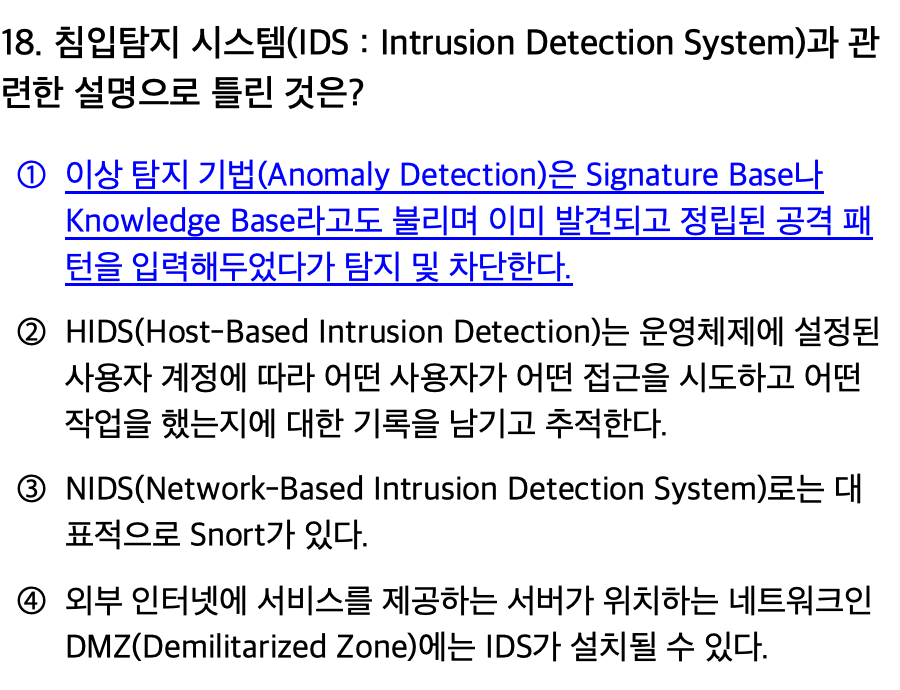 18. 침입탐지 시스템(IDS : Intrusion Detection System)과 관
련한 설명으로 틀린 것은?
① 이상 탐지 기법(Anomaly Detection)은 Signature Base나
Knowledge Base라고도 불리며 이미 발견되고 정립된 공격 패
턴을 입력해두었다가 탐지 및 차단한다.
② HIDS(Host-Based Intrusion Detection)는 운영체제에 설정된
사용자 계정에 따라 어떤 사용자가 어떤 접근을 시도하고 어떤
작업을 했는지에 대한 기록을 남기고 추적한다.
③ NIDS(Network-Based Intrusion Detection System)로는 대
표적으로 Snort가 있다.
④ 외부 인터넷에 서비스를 제공하는 서버가 위치하는 네트워크인
DMZ(Demilitarized Zone)에는 IDS가 설치될 수 있다.